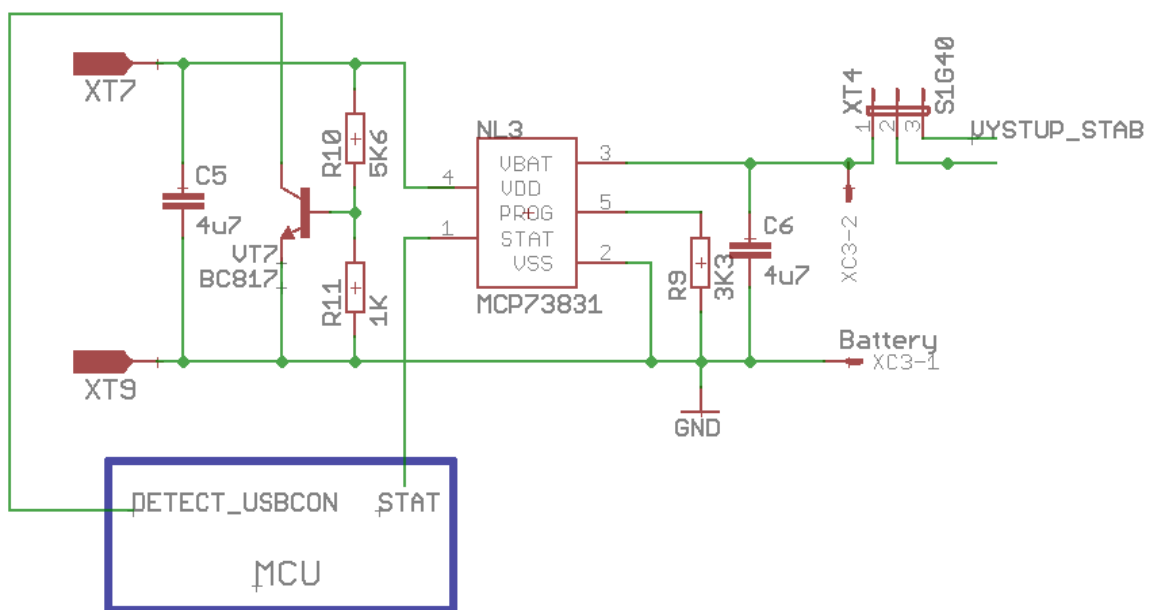 XT7
C5
4u7
R10
5K6
VT7
BC817
R11
1K
XT9
NL3
4
1
VBAT
VDD
PROG
STAT
VSS
3
5
2
MCP73831
R9
3K3
C6
4u7
GND
XT4
1
2
3
S1G40
VYSTUP_STAB
XC3-2
Battery
XC3-1
DETECT_USBCON
STAT
MCU